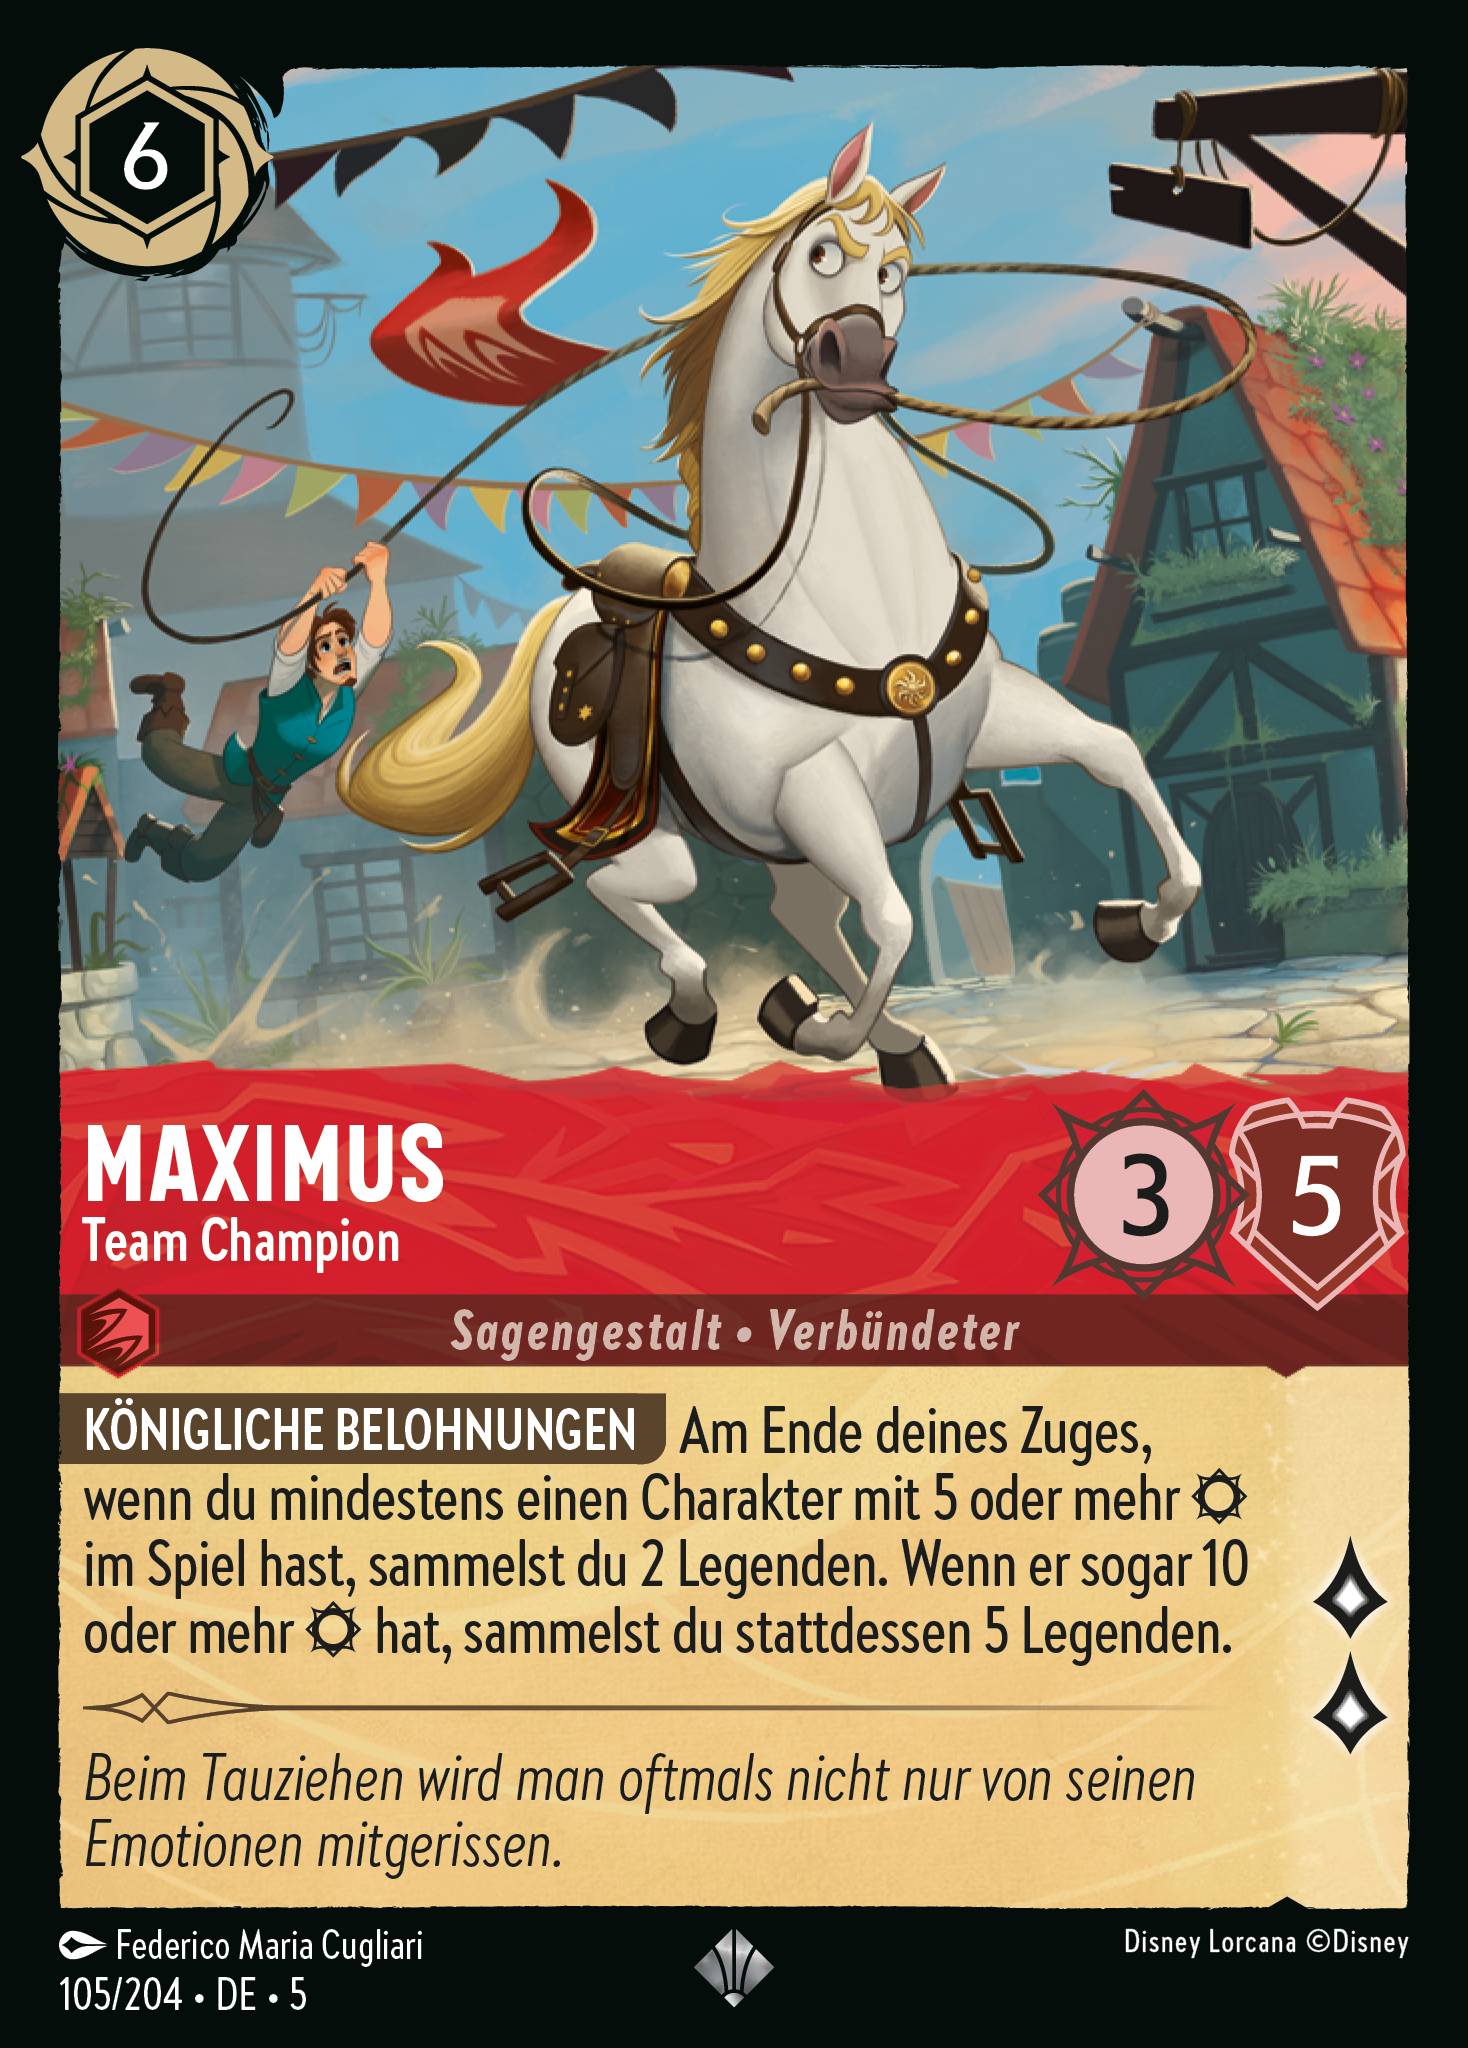 6
MAXIMUS
Team Champion
3
5
Sagengestalt • Verbündeter
KÖNIGLICHE BELOHNUNGEN Am Ende deines Zuges,
wenn du mindestens einen Charakter mit 5 oder mehr
im Spiel hast, sammelst du 2 Legenden. Wenn er sogar 10
oder mehr hat, sammelst du stattdessen 5 Legenden.
Beim Tauziehen wird man oftmals nicht nur von seinen
Emotionen mitgerissen.
Federico Maria Cugliari
105/204 • DE • 5
Disney Lorcana ©Disney